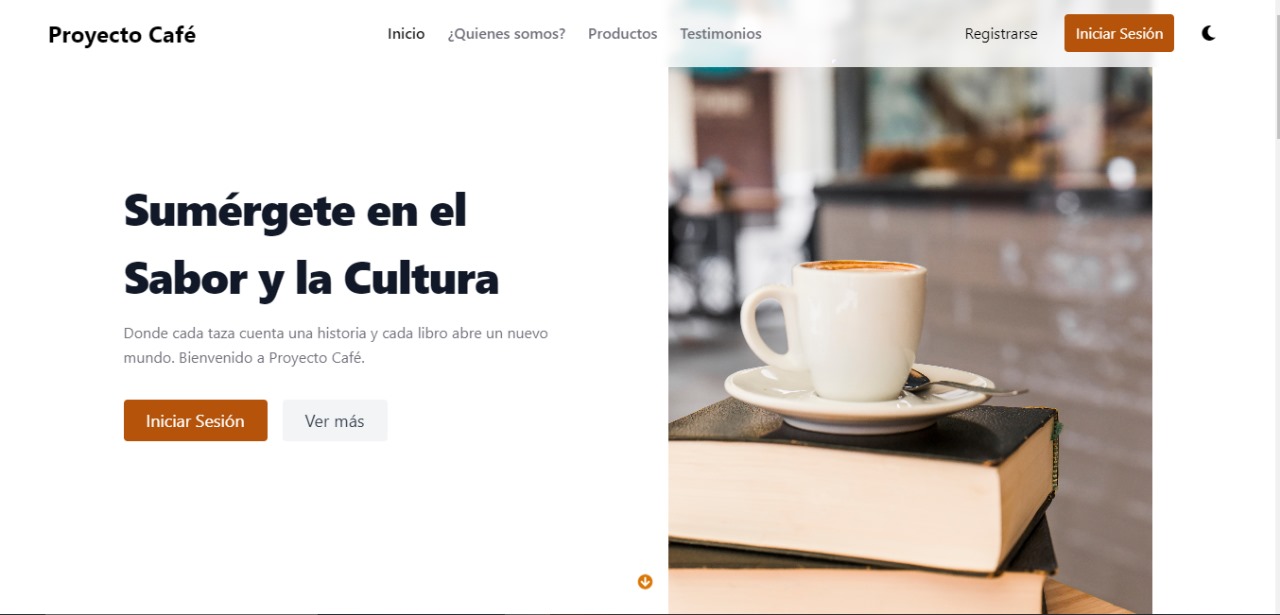 Proyecto Café
Inicio
¿Quienes somos?
Productos
Testimonios
Registrarse
Iniciar Sesión
Sumérgete en el
Sabor y la Cultura
Donde cada taza cuenta una historia y cada libro abre un nuevo
mundo. Bienvenido a Proyecto Café.
Iniciar Sesión
Ver más